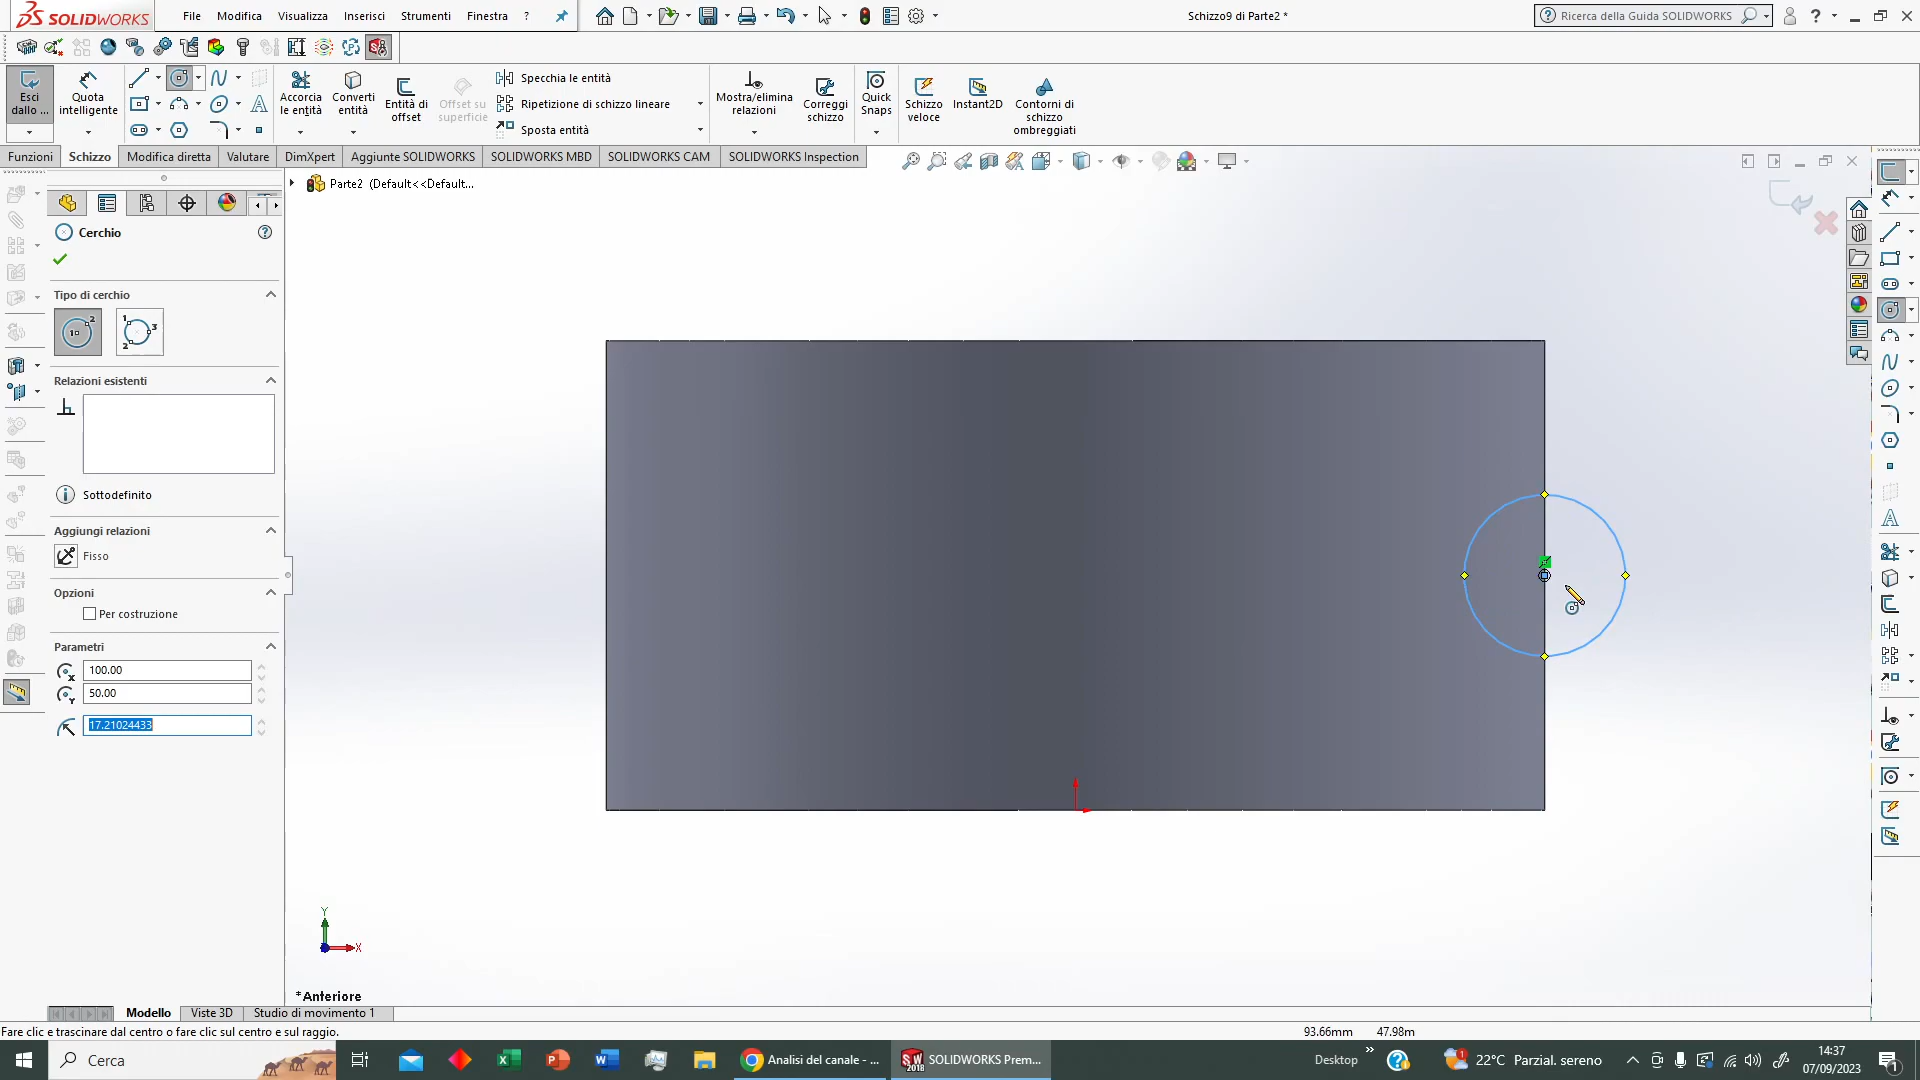 SOLIDWORKS
File Modifica Visualizza Inserisci Strumenti Finestra ?
Schizzo9 di Parte2 *
Ricerca della Guida SOLIDWORKS
Esci dallo ...
Quota intelligente
Accorcia le entità
Converti entità
Entità di offset
Offset su superficie
Specchia le entità
Ripetizione di schizzo lineare
Sposta entità
Mostra/elimina relazioni
Correggi schizzo
Quick Snaps
Schizzo veloce
Instant2D
Contorni di schizzo ombreggiati
Funzioni Schizzo Modifica diretta Valutare DimXpert Aggiunte SOLIDWORKS SOLIDWORKS MBD SOLIDWORKS CAM SOLIDWORKS Inspection
Parte2 (Default<<Default...
Cerchio
Tipo di cerchio
Relazioni esistenti
Sottodefinito
Aggiungi relazioni
Fisso
Opzioni
Per costruzione
Parametri
100.00
50.00
17.21024433
Y
X
*Anteriore
Modello Viste 3D Studio di movimento 1
Fare clic e trascinare dal centro o fare clic sul centro e sul raggio.
93.66mm 47.98m
Cerca
Analisi del canale - ...
SOLIDWORKS Prem...
Desktop
22°C Parzial. sereno
14:37
07/09/2023